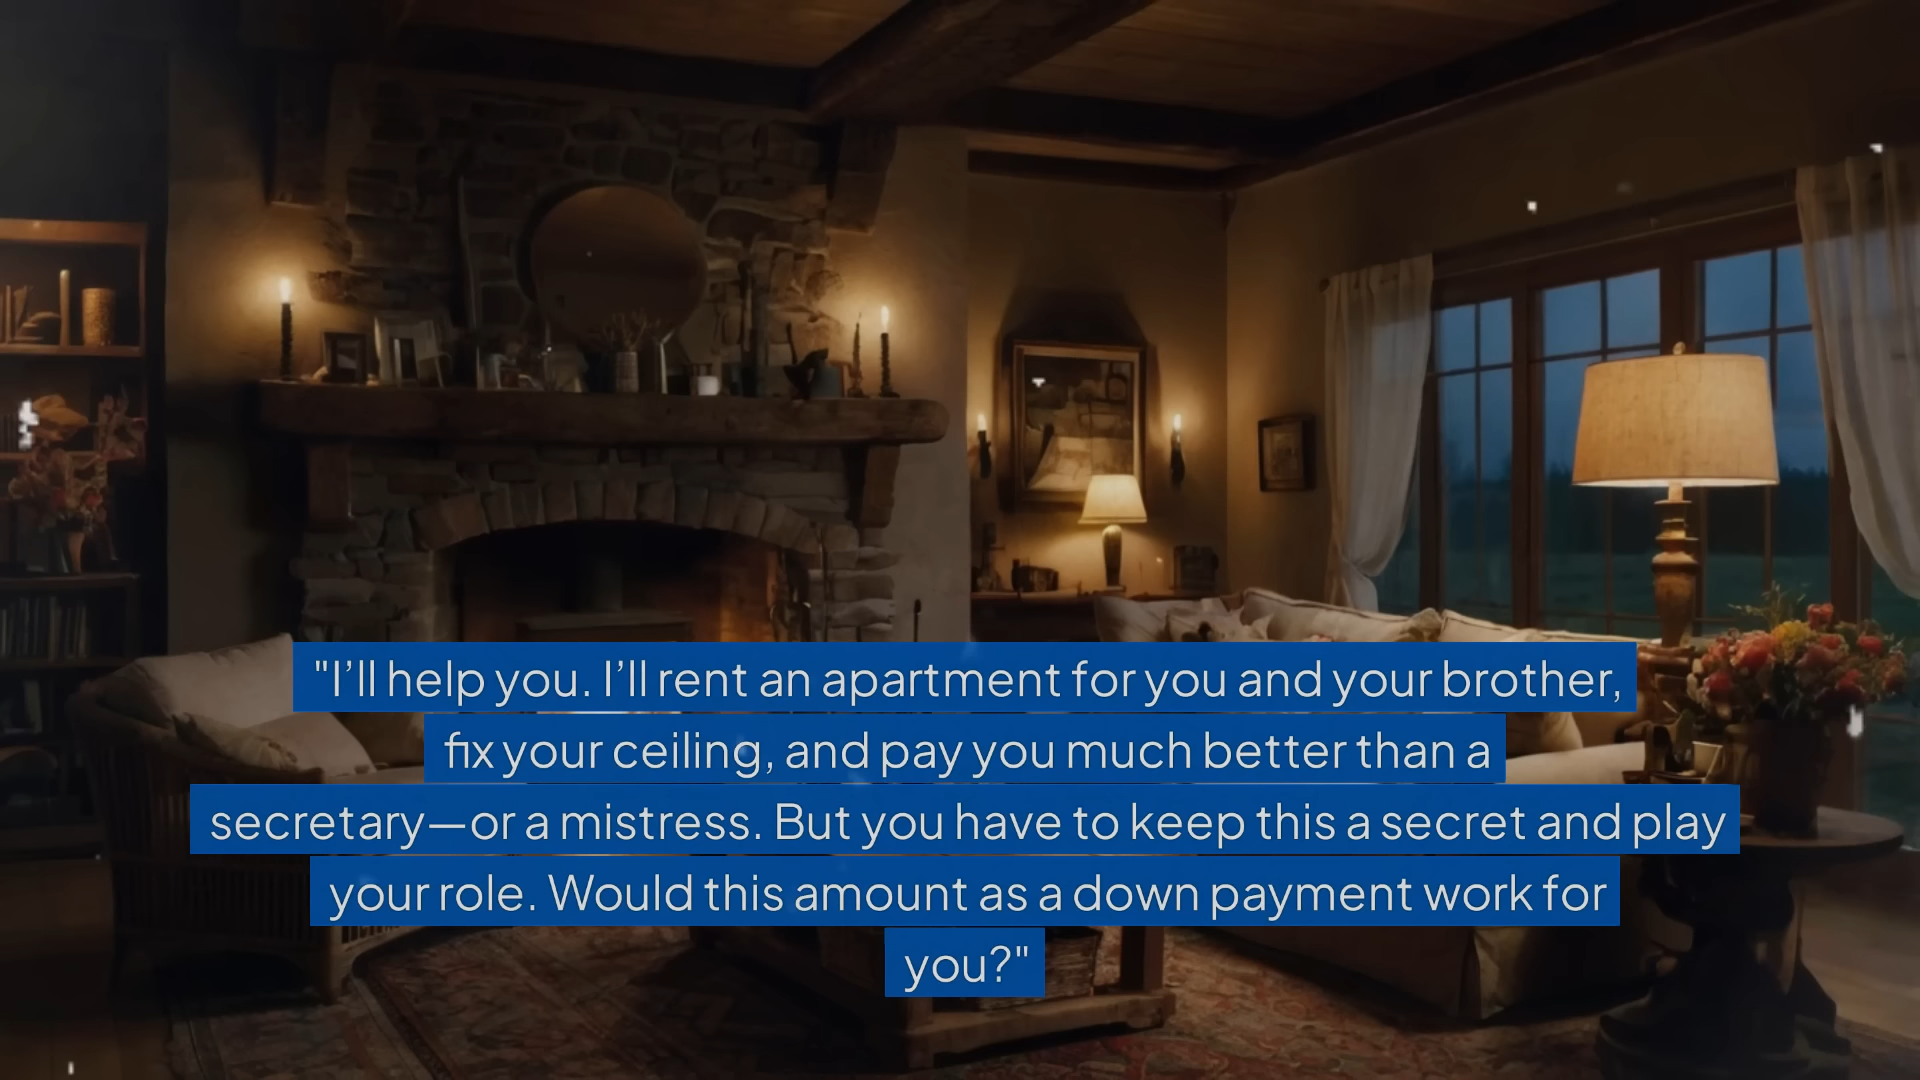 "I’ll help you. I’ll rent an apartment for you and your brother,
fix your ceiling, and pay you much better than a
secretary—or a mistress. But you have to keep this a secret and play
your role. Would this amount as a down payment work for
you?"